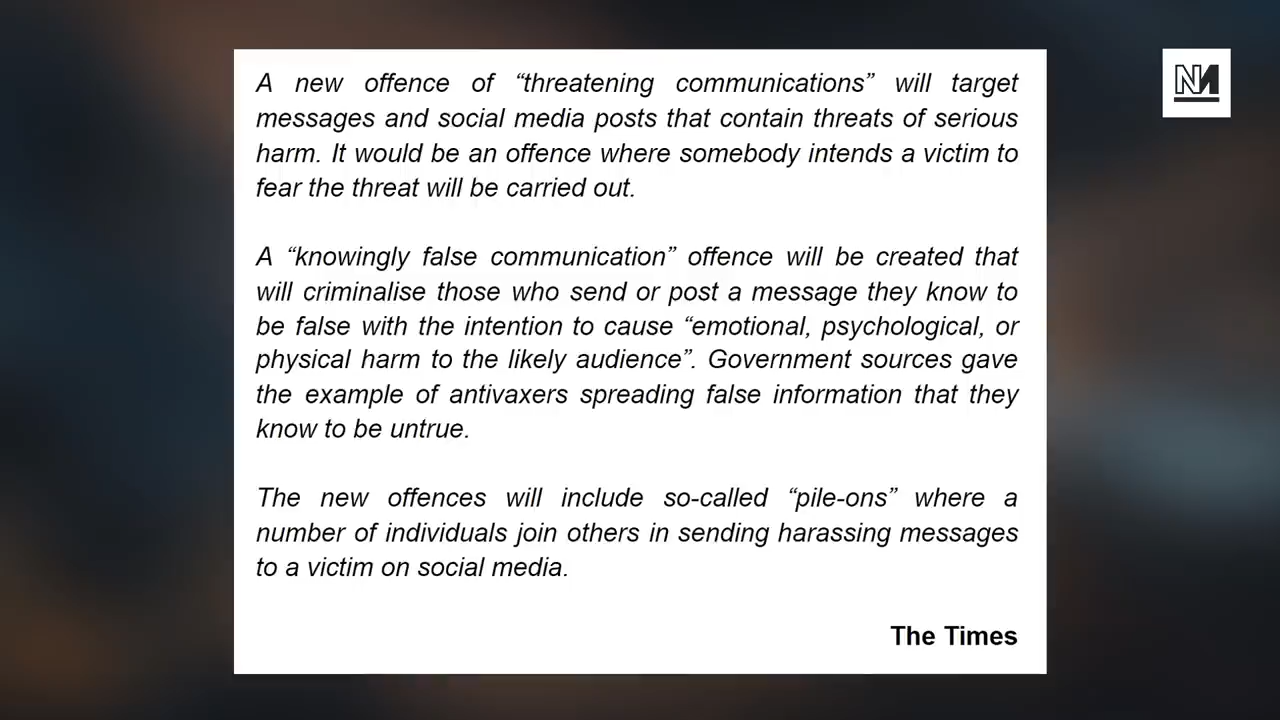 A new offence of “threatening communications” will target
messages and social media posts that contain threats of serious
harm. It would be an offence where somebody intends a victim to
fear the threat will be carried out.
A “knowingly false communication” offence will be created that
will criminalise those who send or post a message they know to
be false with the intention to cause “emotional, psychological, or
physical harm to the likely audience”. Government sources gave
the example of antivaxers spreading false information that they
know to be untrue.
The new offences will include so-called “pile-ons” where a
number of individuals join others in sending harassing messages
to a victim on social media.
The Times
NM